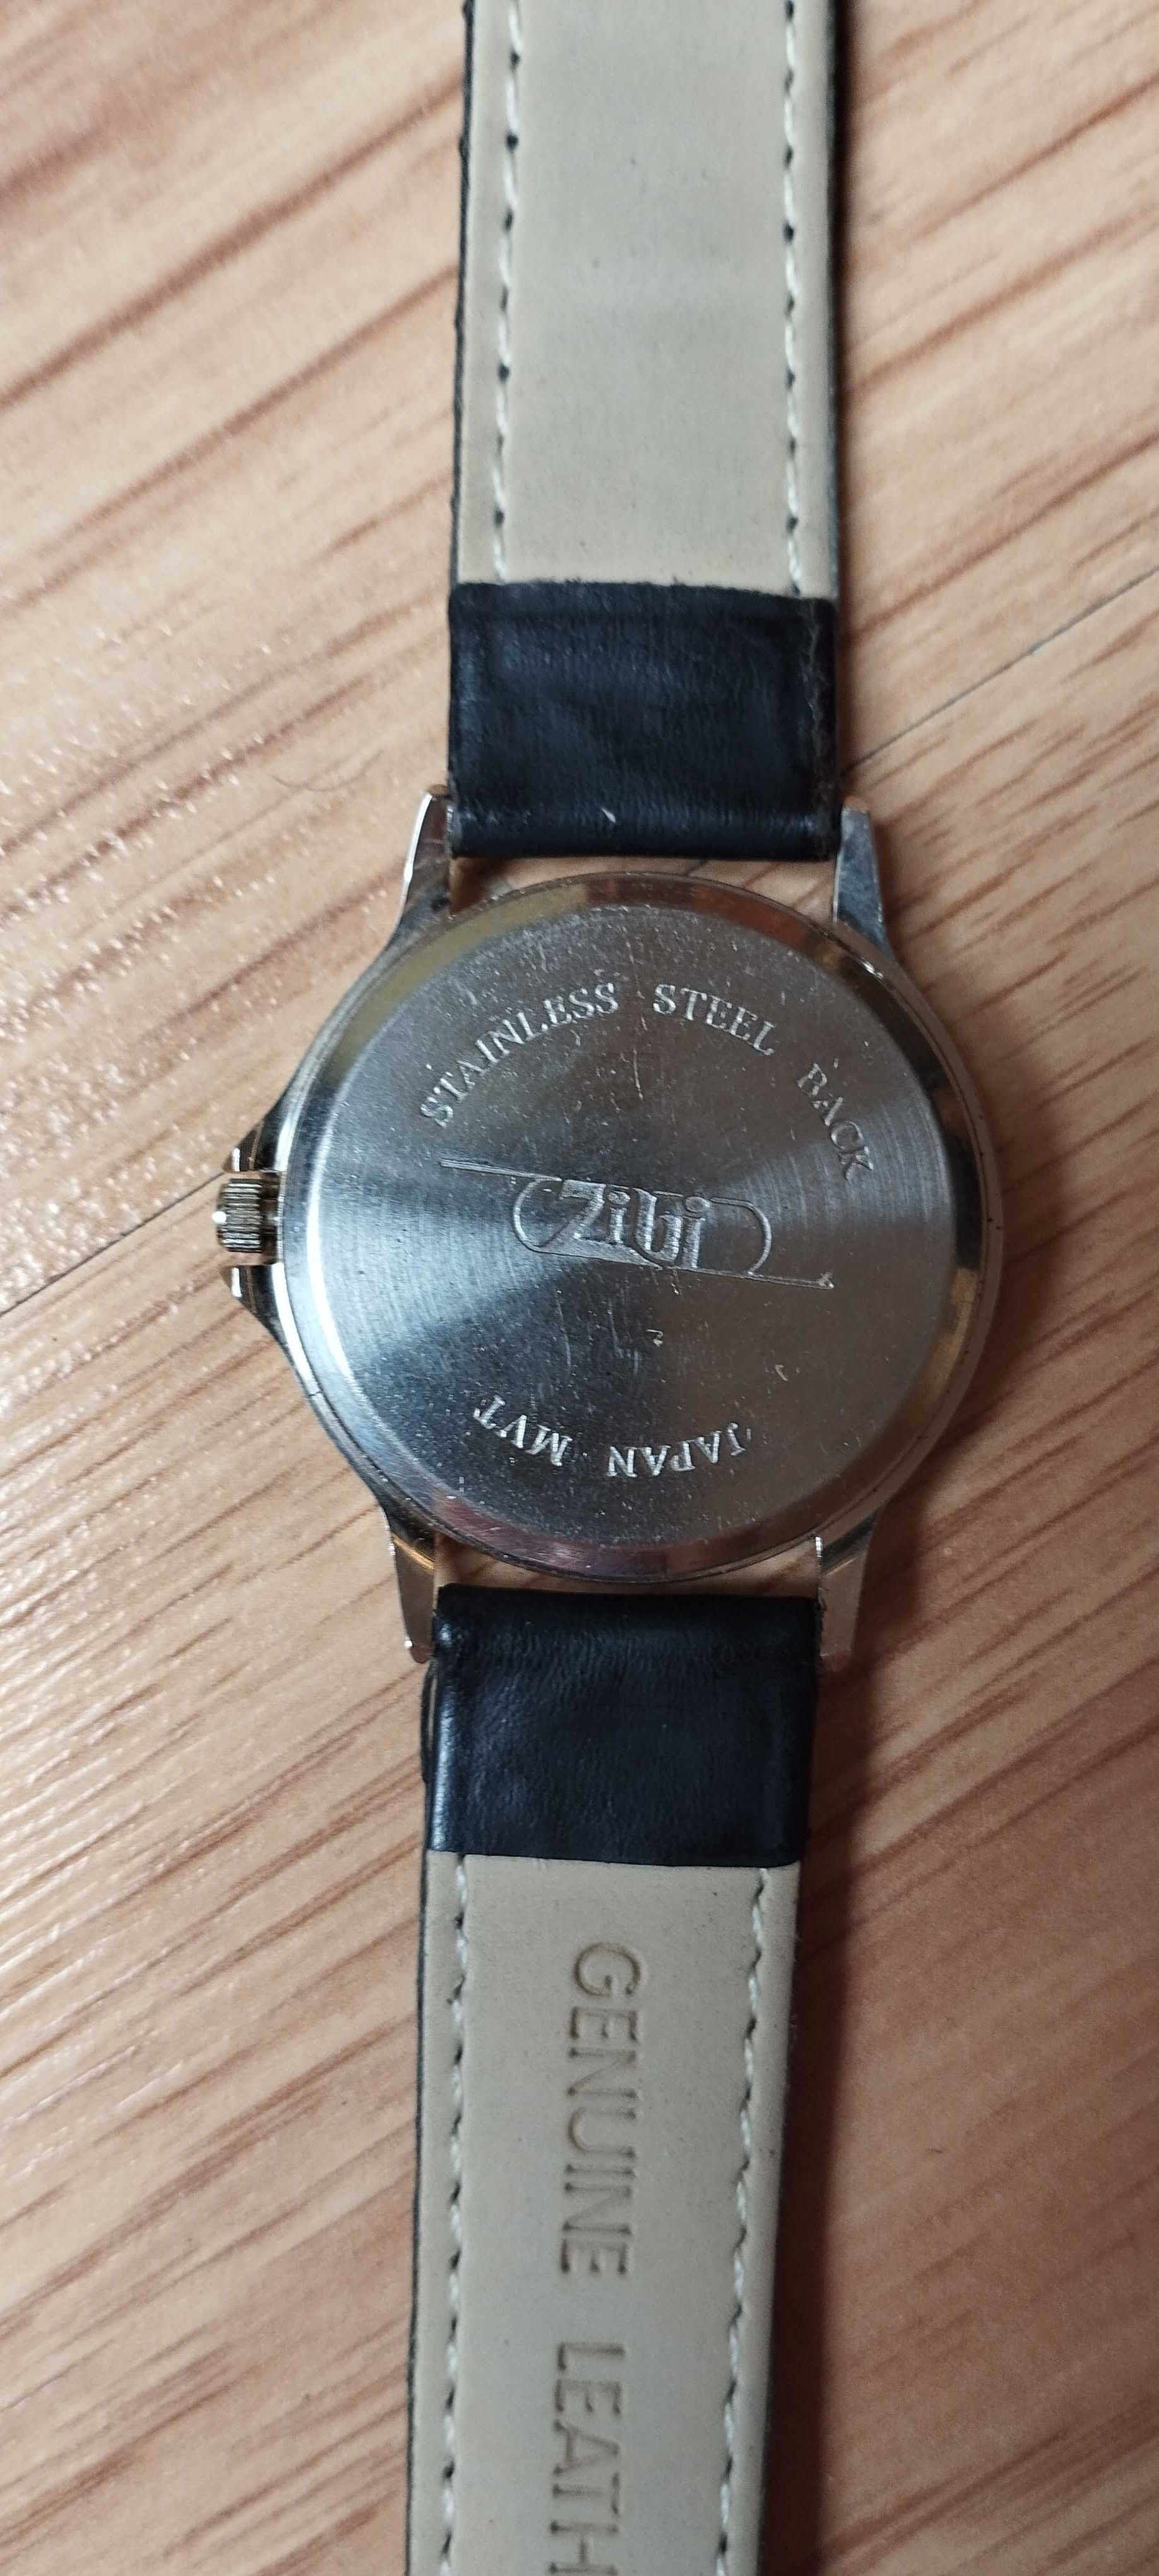 STAINLESS STEEL BACK
Zibi
JAPAN MVT
GENUINE LEATH